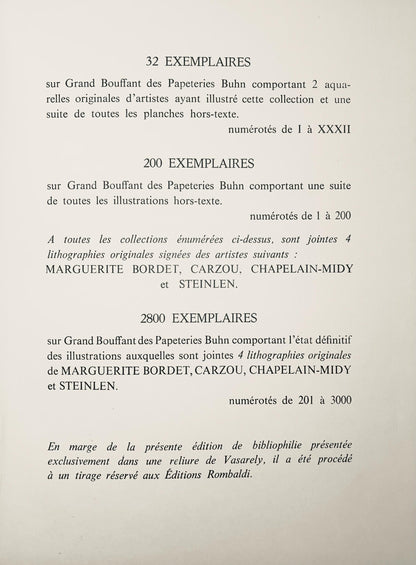 32 EXEMPLAIRES
sur Grand Bouffant des Papeteries Buhn comportant 2 aqua-
relles originales d'artistes ayant illustré cette collection et une
suite de toutes les planches hors-texte.
numérotés de I à XXXII
200 EXEMPLAIRES
sur Grand Bouffant des Papeteries Buhn comportant une suite
de toutes les illustrations hors-texte.
numérotés de 1 à 200
A toutes les collections énumérées ci-dessus, sont jointes 4
lithographies originales signées des artistes suivants :
MARGUERITE BORDET, CARZOU, CHAPELAIN-MIDY
et STEINLEN.
2800 EXEMPLAIRES
sur Grand Bouffant des Papeteries Buhn comportant l'état définitif
des illustrations auxquelles sont jointes 4 lithographies originales
de MARGUERITE BORDET, CARZOU, CHAPELAIN-MIDY
et STEINLEN.
numérotés de 201 à 3000
En marge de la présente édition de bibliophilie présentée
exclusivement dans une reliure de Vasarely, il a été procédé
à un tirage réservé aux Éditions Rombaldi.